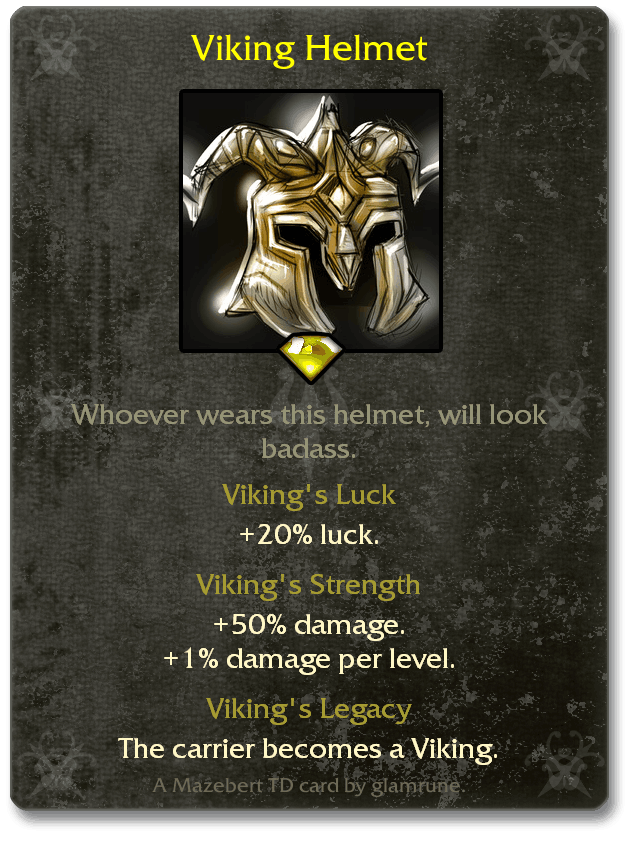 Viking Helmet
Whoever wears this helmet, will look
badass.
Viking's Luck
+20% luck.
Viking's Strength
+50% damage.
+1% damage per level.
Viking's Legacy
The carrier becomes a Viking.
A Mazebert TD card by glamrune.